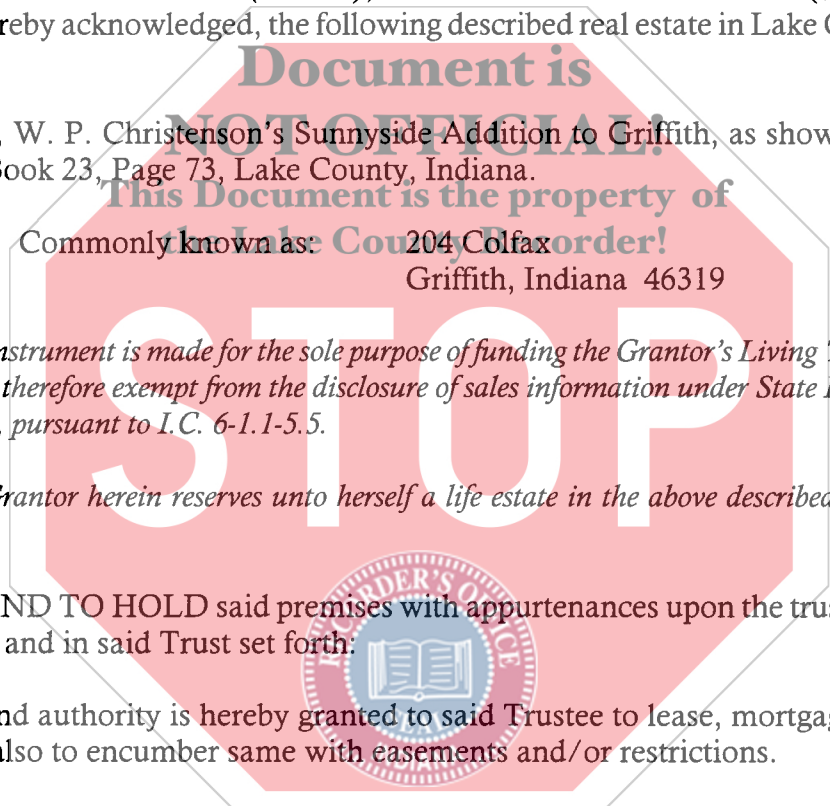 reby acknowledged, the following described real estate in Lake
Document is
NOT OFFICIAL!
, W. P. Christenson's Sunnyside Addition to Griffith, as show
Book 23, Page 73, Lake County, Indiana.
This Document is the property of
the Lake County Recorder!
Commonly known as: 204 Colfax
Griffith, Indiana 46319
STOP
nstrument is made for the sole purpose of funding the Grantor's Living
therefore exempt from the disclosure of sales information under State
, pursuant to I.C. 6-1.1-5.5.
Grantor herein reserves unto herself a life estate in the above described
ND TO HOLD said premises with appurtenances upon the tru
and in said Trust set forth:
RECORDER'S OFFICE
LAKE
INDIANA
nd authority is hereby granted to said Trustee to lease, mortga
also to encumber same with easements and/or restrictions.